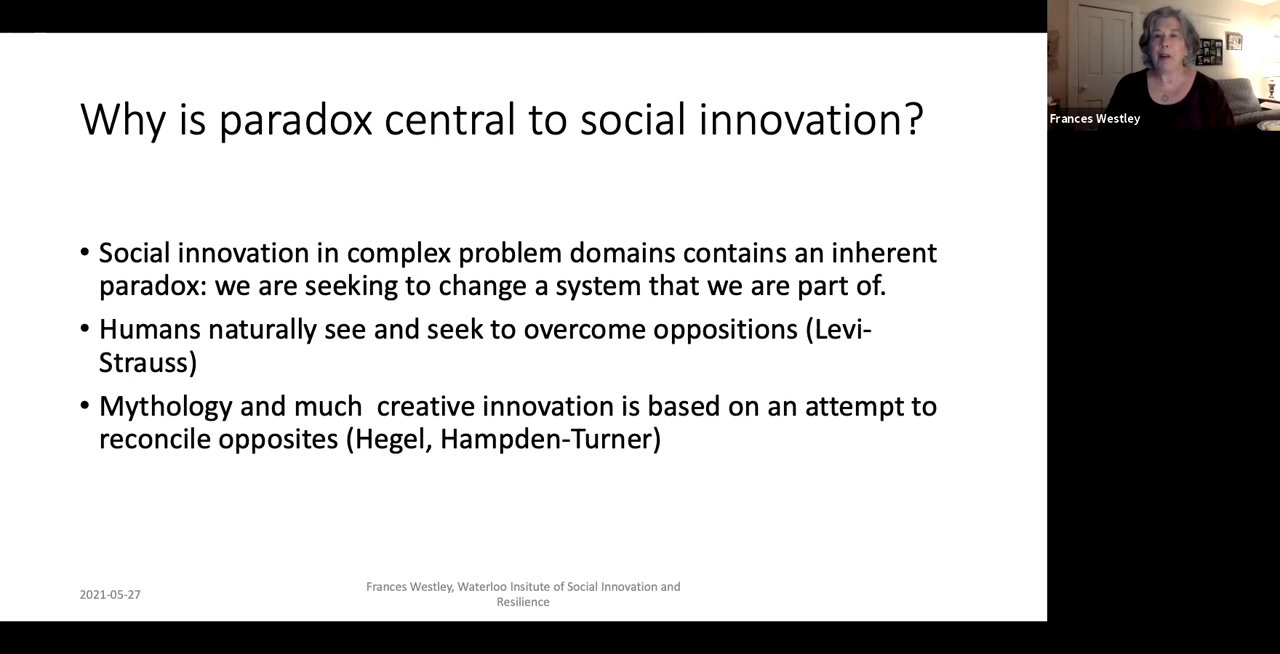 Why is paradox central to social innovation?
• Social innovation in complex problem domains contains an inherent
paradox: we are seeking to change a system that we are part of.
• Humans naturally see and seek to overcome oppositions (Levi-
Strauss)
• Mythology and much  creative innovation is based on an attempt to
reconcile opposites (Hegel, Hampden-Turner)
2021-05-27
Frances Westley, Waterloo Insitute of Social Innovation and
Resilience
Frances Westley